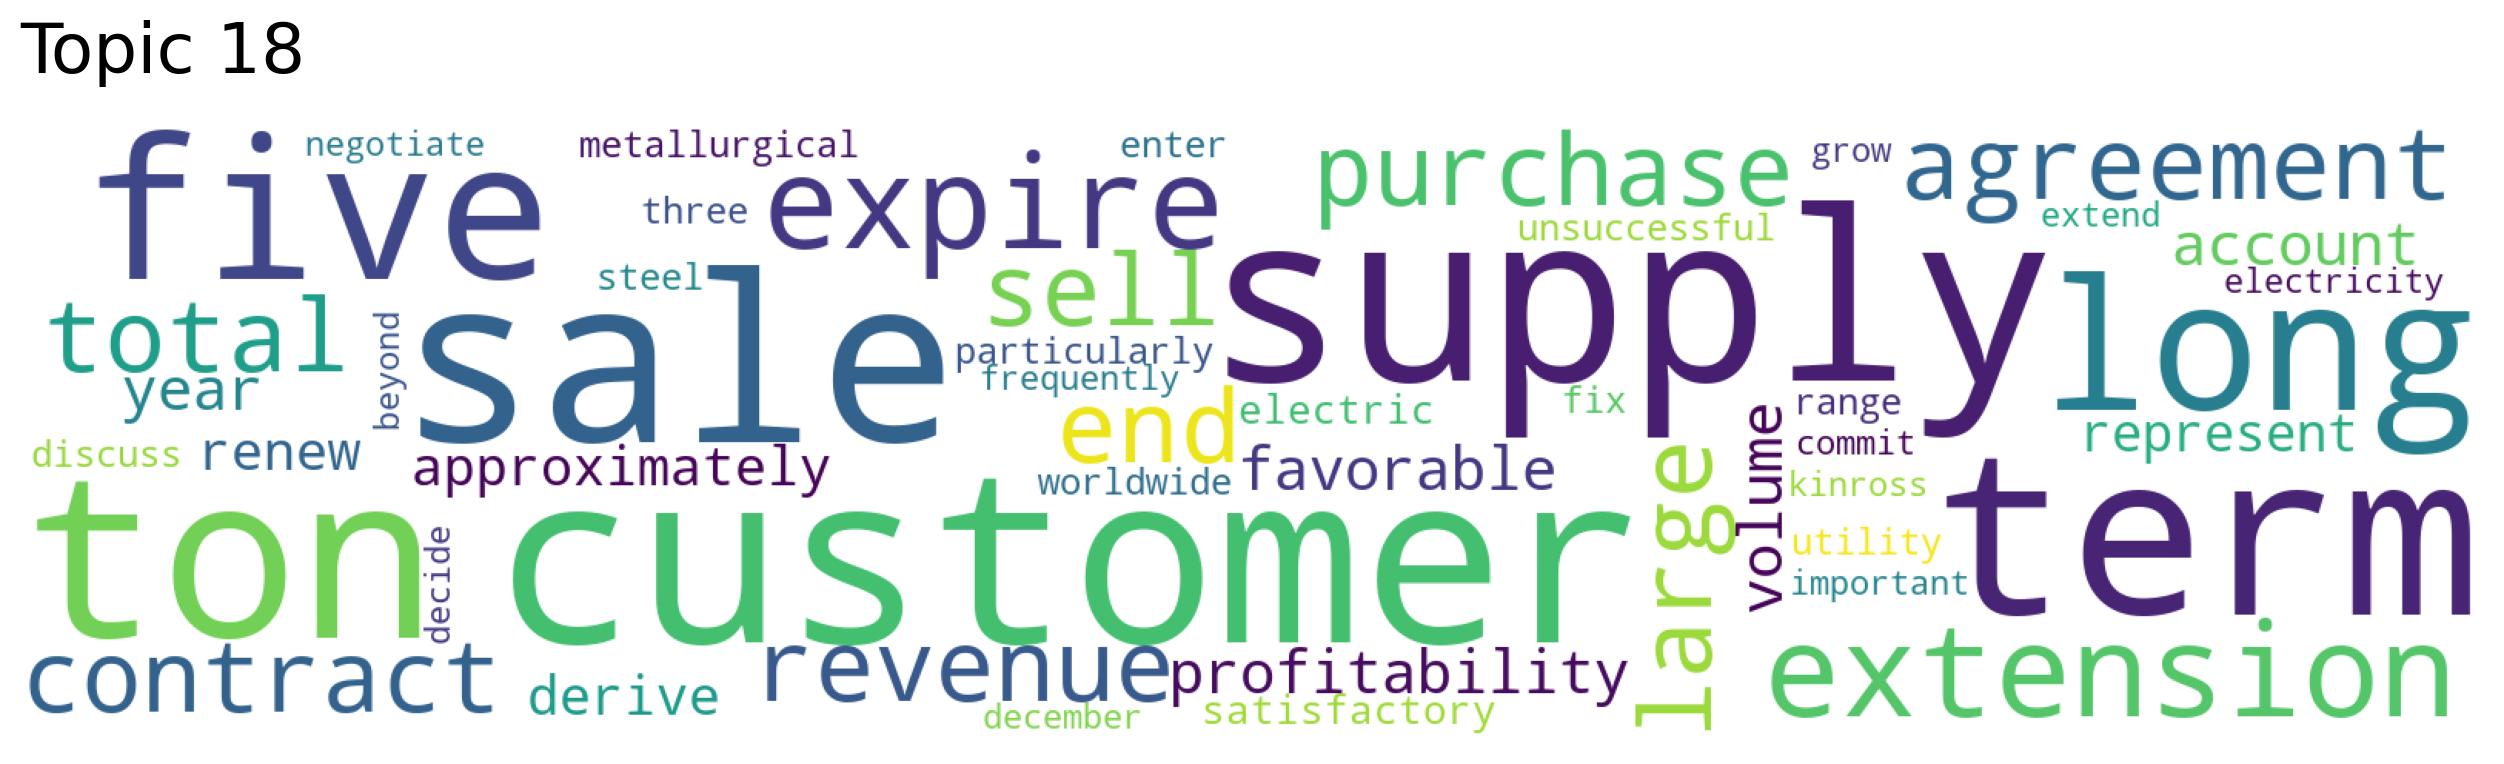 Topic 18
five
negotiate
metallurgical
enter
purchase
grow
agreement
three
expire
unsuccessful
extend
account
steel
sell
supply
electricity
total
long
year
beyond
sale
particularly
frequently
end
electric
fix
range
commit
represent
discuss
renew
approximately
worldwide
favorable
large
volume
kinross
utility
important
term
ton
decide
customer
contract
derive
revenue
profitability
december
satisfactory
extension